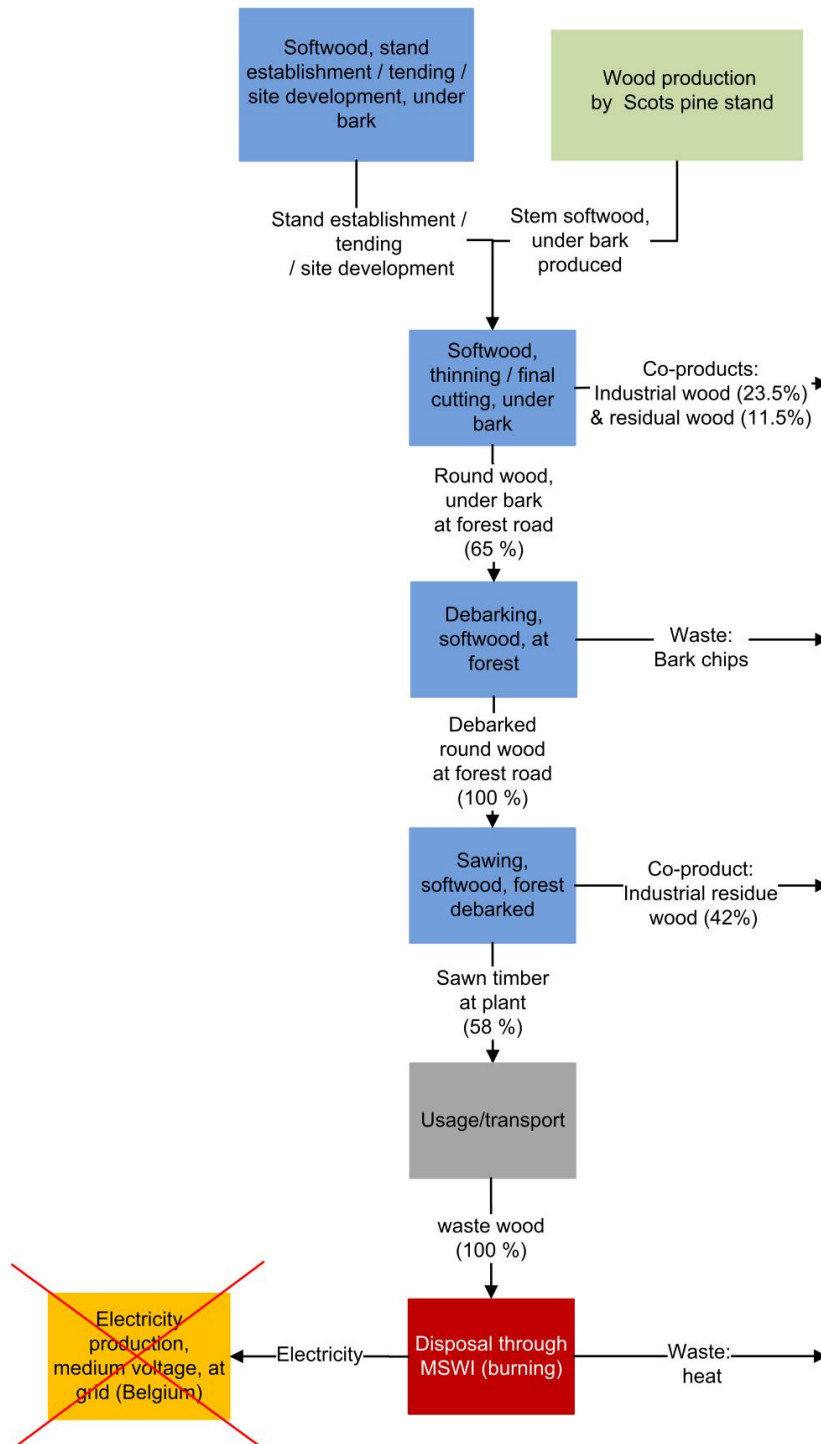 Softwood, stand
establishment / tending /
site development, under
bark
Wood production
by Scots pine stand
Stand establishment /
tending
/ site development
Stem softwood,
under bark
produced
Softwood,
thinning / final
cutting, under
bark
Co-products:
Industrial wood (23.5%)
& residual wood (11.5%)
Round wood,
under bark
at forest road
(65 %)
Debarking,
softwood, at
forest
Waste:
Bark chips
Debarked
round wood
at forest road
(100 %)
Sawing,
softwood, forest
debarked
Co-product:
Industrial residue
wood (42%)
Sawn timber
at plant
(58 %)
Usage/transport
waste wood
(100 %)
Electricity
production,
medium voltage, at
grid (Belgium)
Electricity
Disposal through
MSWI (burning)
Waste:
heat